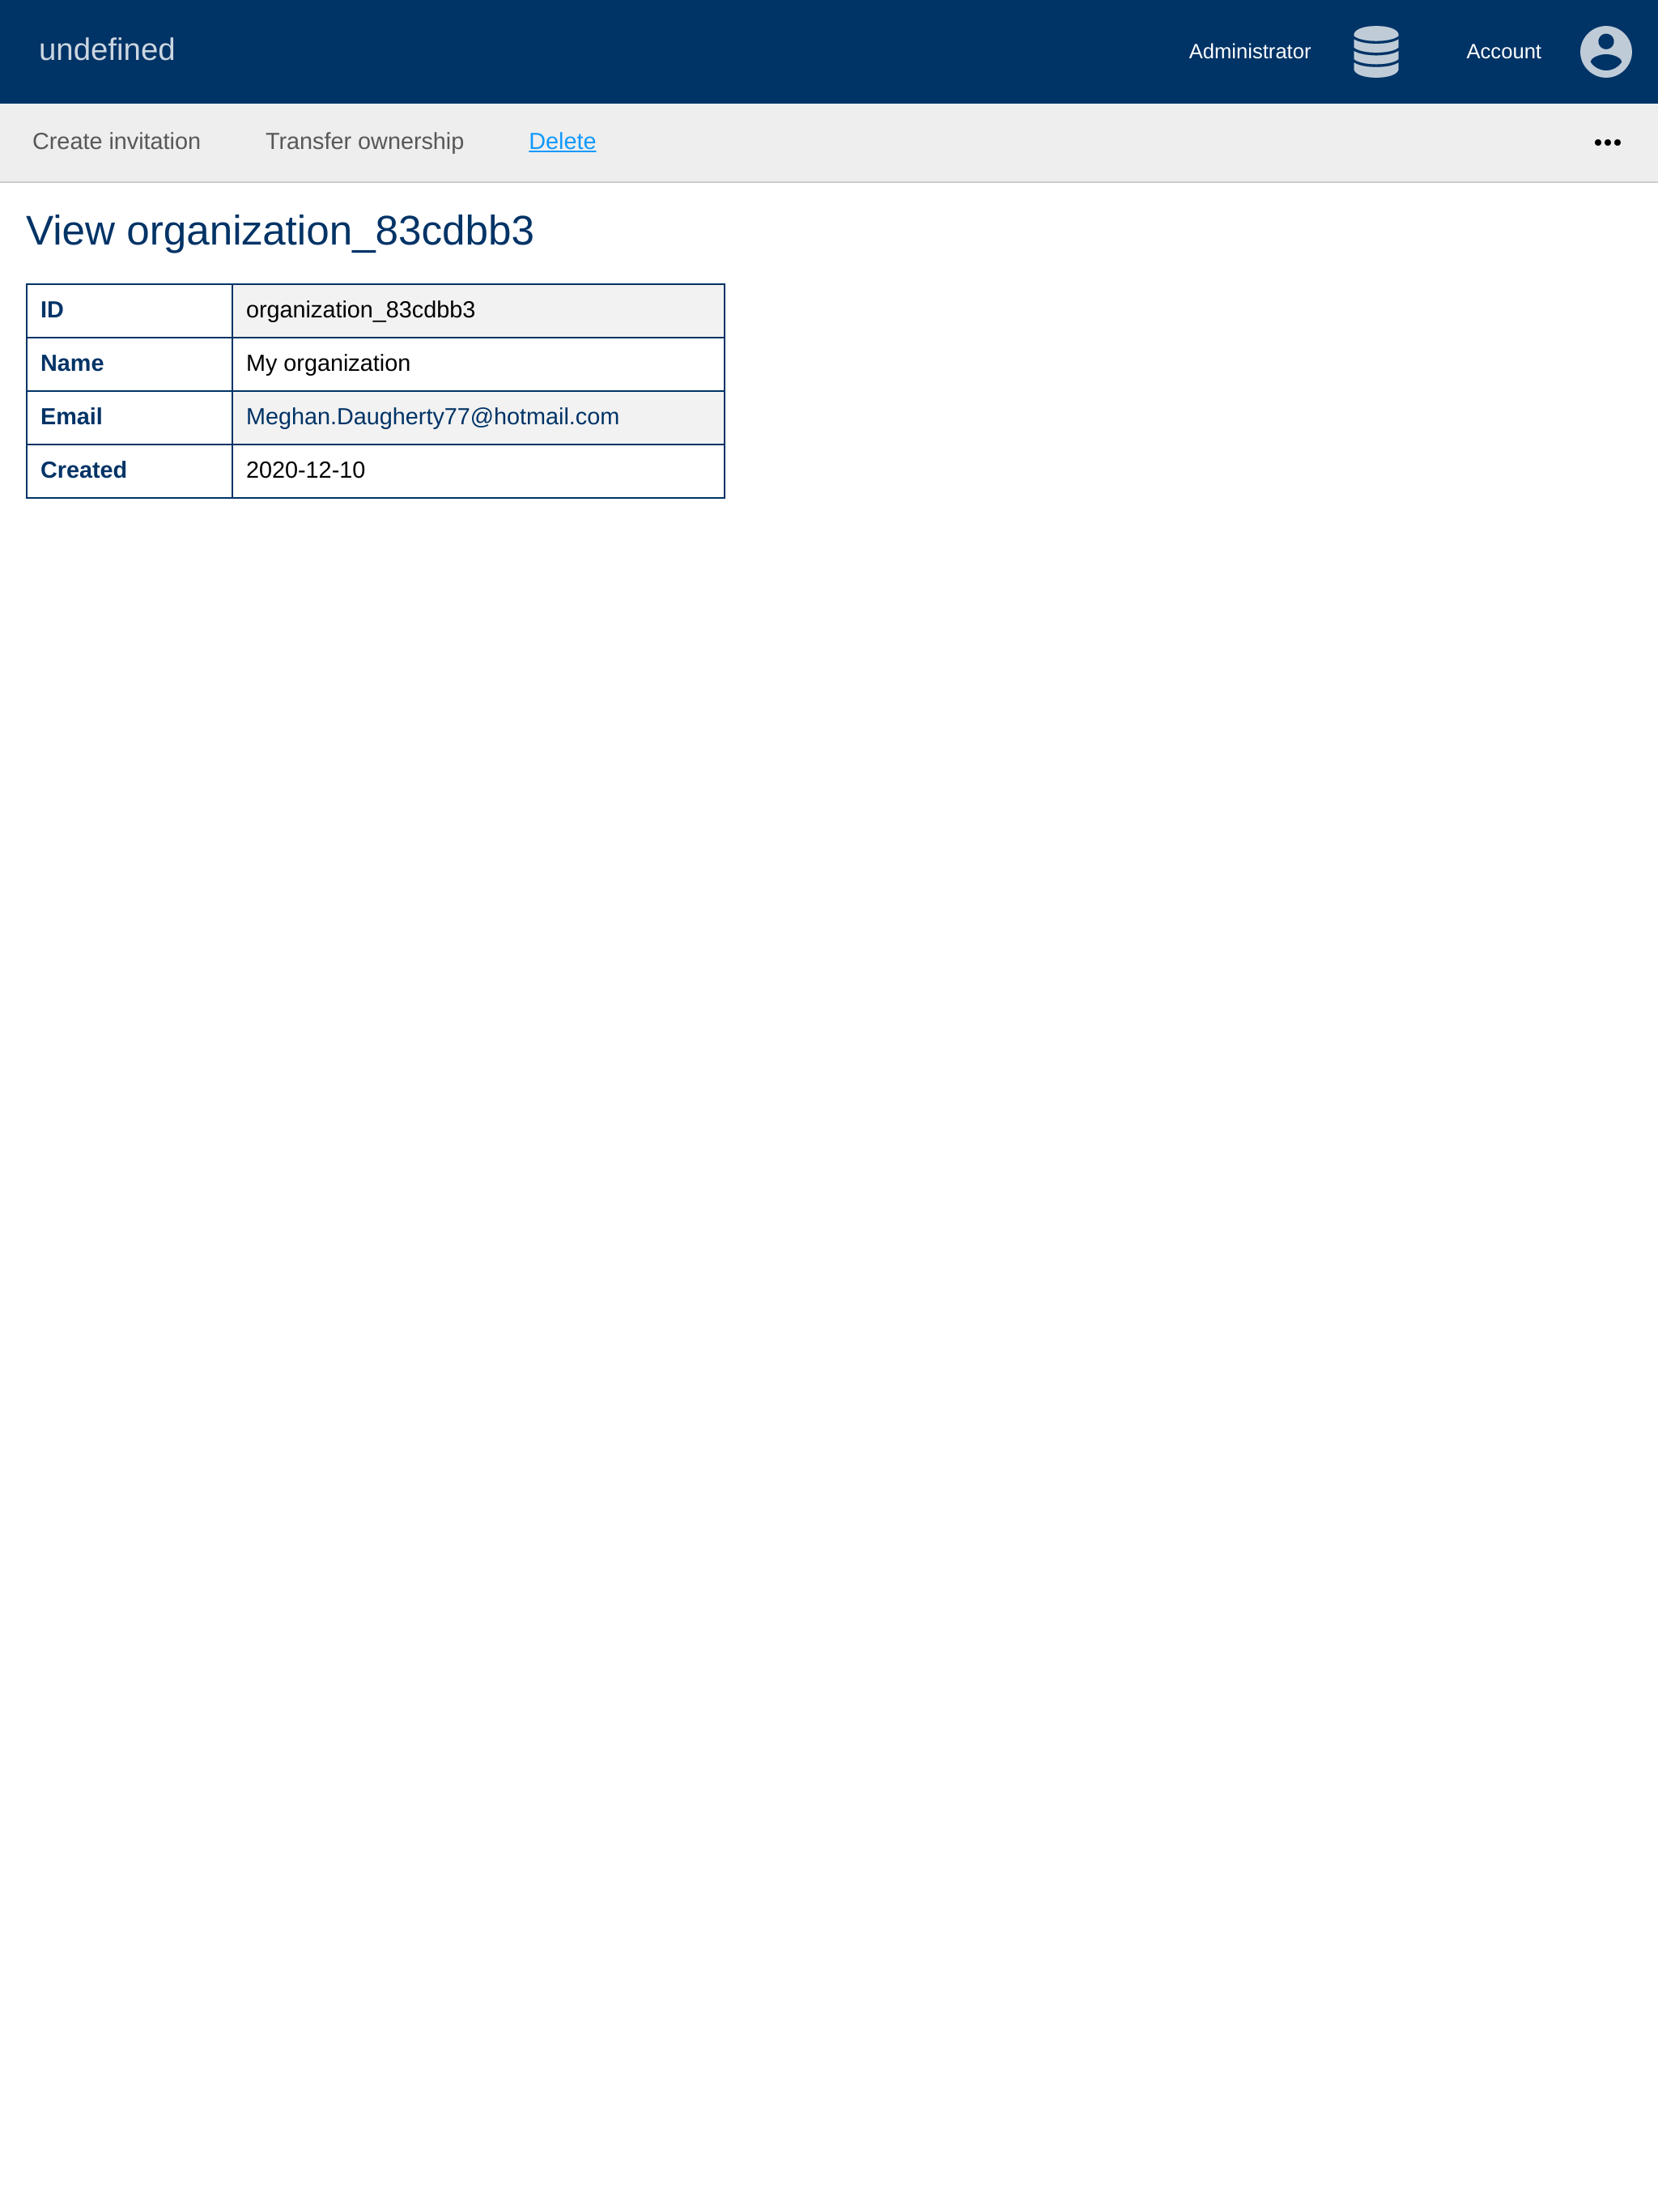 undefined
Administrator
Account
Create invitation Transfer ownership Delete
View organization_83cdbb3
ID organization_83cdbb3
Name My organization
Email Meghan.Daugherty77@hotmail.com
Created 2020-12-10